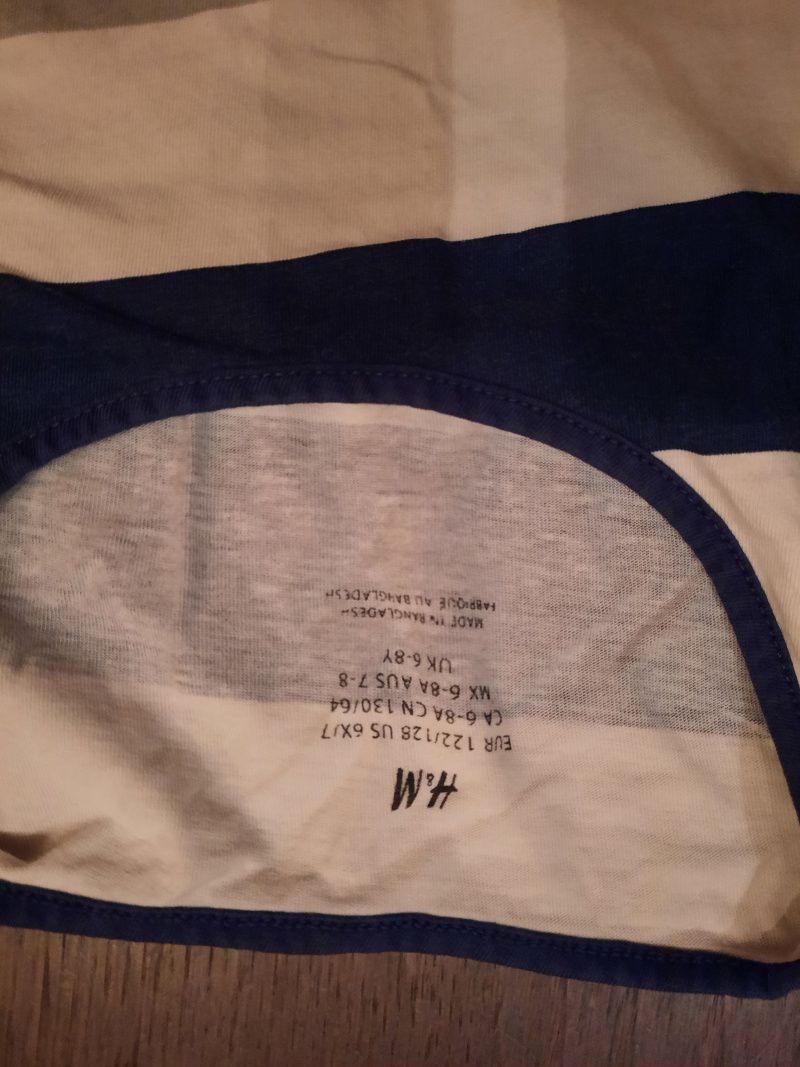 H&M
EUR 122/128 US 6X/7
CA 6-8A CN 130/64
MX 6-8A AUS 7-8
UK 6-8Y
MADE IN BANGLADESH
FABRIQUÉ AU BANGLADESH